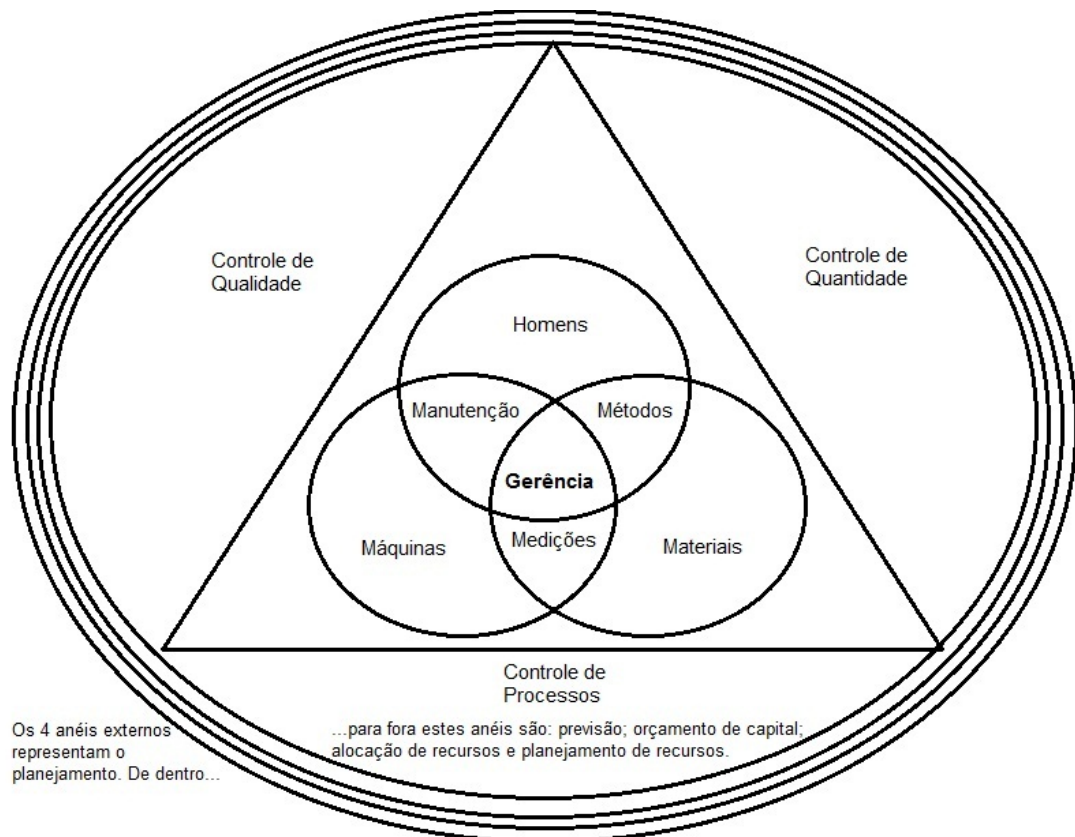 Controle de
Qualidade
Controle de
Quantidade
Homens
Manutenção
Métodos
Gerência
Máquinas
Medições
Materiais
Controle de
Processos
Os 4 anéis externos
representam o
planejamento. De dentro...
...para fora estes anéis são: previsão; orçamento de capital;
alocação de recursos e planejamento de recursos.